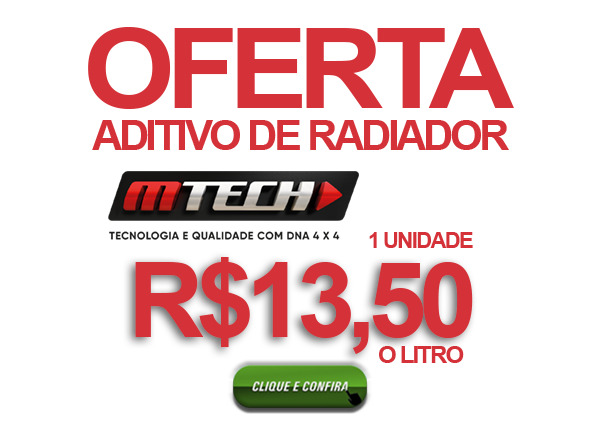 OFERTA
ADITIVO DE RADIADOR
MTECH
TECNOLOGIA E QUALIDADE COM DNA 4 X 4
1 UNIDADE
R$13,50
O LITRO
CLIQUE E CONFIRA